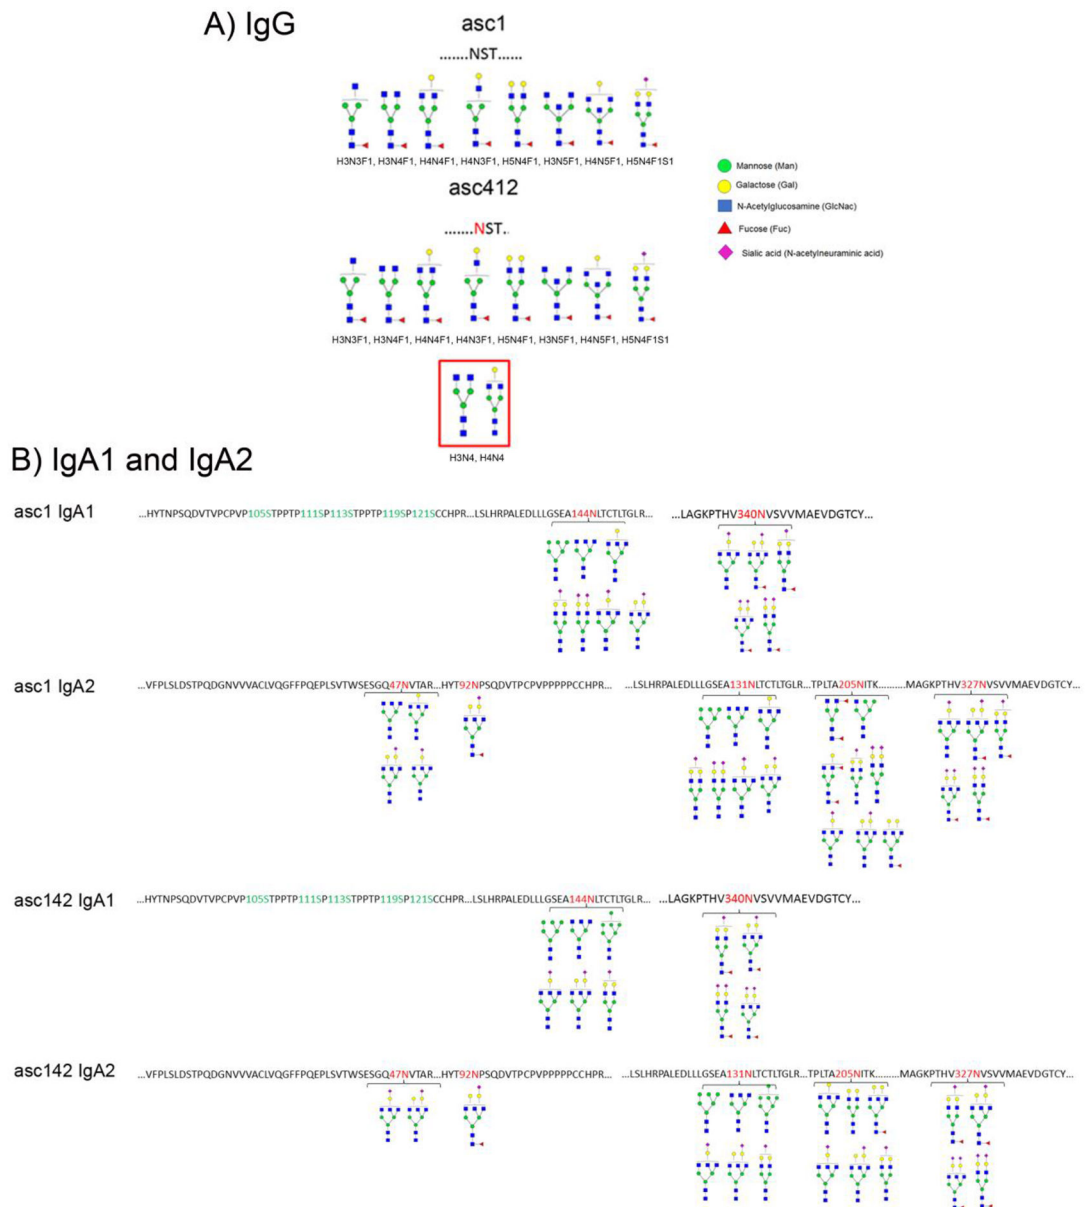 A) IgG
asc1
.......NST......
H3N3F1, H3N4F1, H4N4F1, H4N3F1, H5N4F1, H3N5F1, H4N5F1, H5N4F1S1
Mannose (Man)
Galactose (Gal)
N-Acetylglucosamine (GlcNac)
Fucose (Fuc)
Sialic acid (N-acetylneuraminic acid)
asc412
.......NST..
H3N3F1, H3N4F1, H4N4F1, H4N3F1, H5N4F1, H3N5F1, H4N5F1, H5N4F1S1
H3N4, H4N4
B) IgA1 and IgA2
asc1 IgA1
...HYTNPSQDVTVPCPVP105STPPTP111SP113STPPTP119SP121SCCHPR...LSLHRPALEDLLLGSEA144NLTCTLTGLR... ...LAGKPTHV340NVSVVMAEVDGTCY...
asc1 IgA2
...VFPLSLDSTPQDGNVVVACLVQGFFPQEPLSVTWSESGQ47NVTAR...HYT92NPSQDVTPCPVPPPPPCCHPR... ...LSLHRPALEDLLLGSEA131NLTCTLTGLR...TPLTA205NITK.........MAGKPTHV327NVSVVMAEVDGTCY...
asc142 IgA1
...HYTNPSQDVTVPCPVP105STPPTP111SP113STPPTP119SP121SCCHPR...LSLHRPALEDLLLGSEA144NLTCTLTGLR... ...LAGKPTHV340NVSVVMAEVDGTCY...
asc142 IgA2
...VFPLSLDSTPQDGNVVVACLVQGFFPQEPLSVTWSESGQ47NVTAR...HYT92NPSQDVTPCPVPPPPPCCHPR... ...LSLHRPALEDLLLGSEA131NLTCTLTGLR...TPLTA205NITK.........MAGKPTHV327NVSVVMAEVDGTCY...